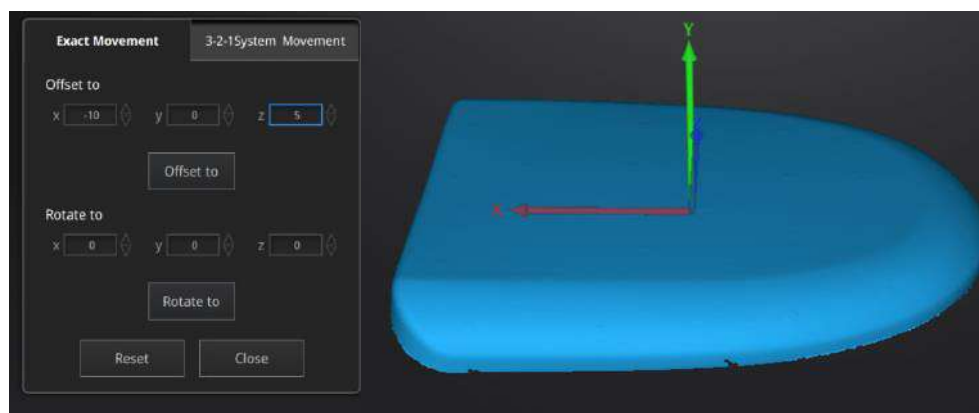 Exact Movement
3-2-1System Movement
Offset to
x -10 y 0 z 5
Offset to
Rotate to
x 0 y 0 z 0
Rotate to
Reset
Close
Y
X